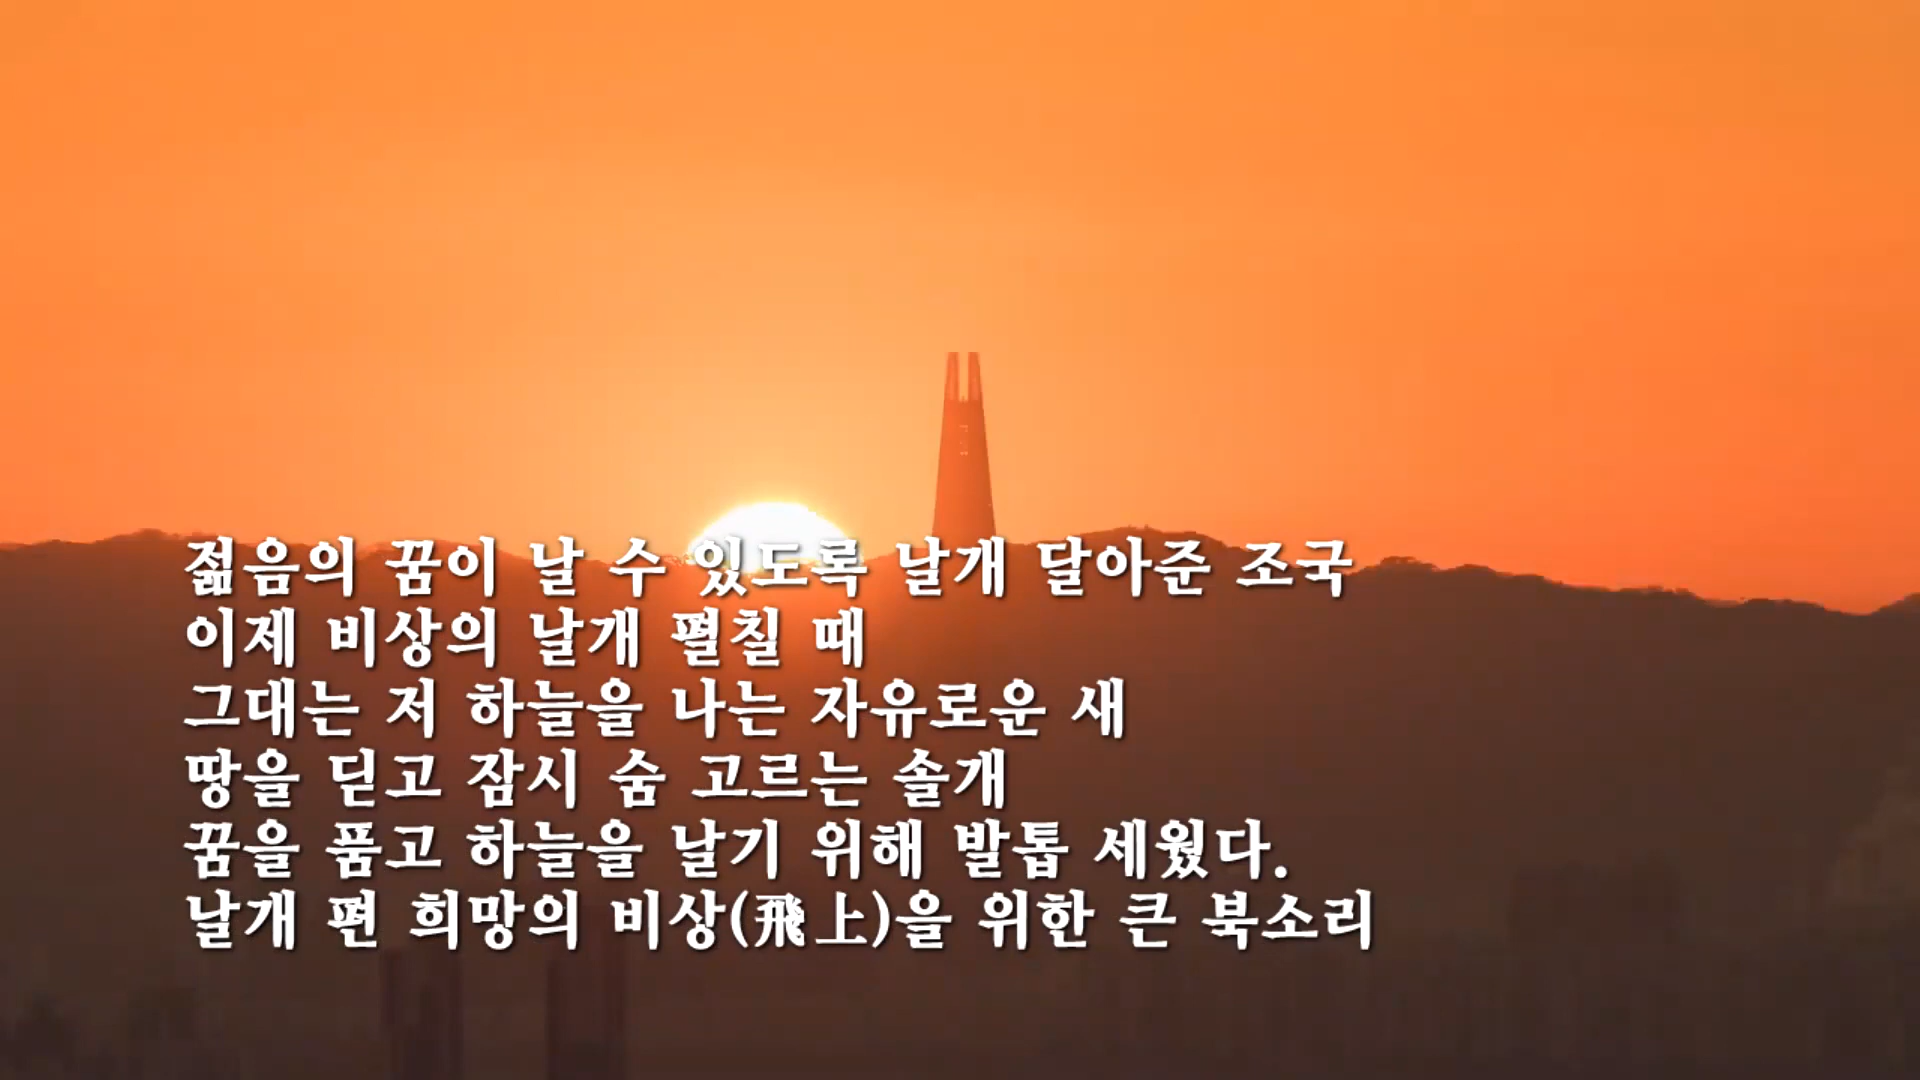 젊음의 꿈이 날 수 있도록 날개 달아준 조국
이제 비상의 날개 펼칠 때
그대는 저 하늘을 나는 자유로운 새
땅을 딛고 잠시 숨 고르는 솔개
꿈을 품고 하늘을 날기 위해 발톱 세웠다.
날개 편 희망의 비상(飛上)을 위한 큰 북소리